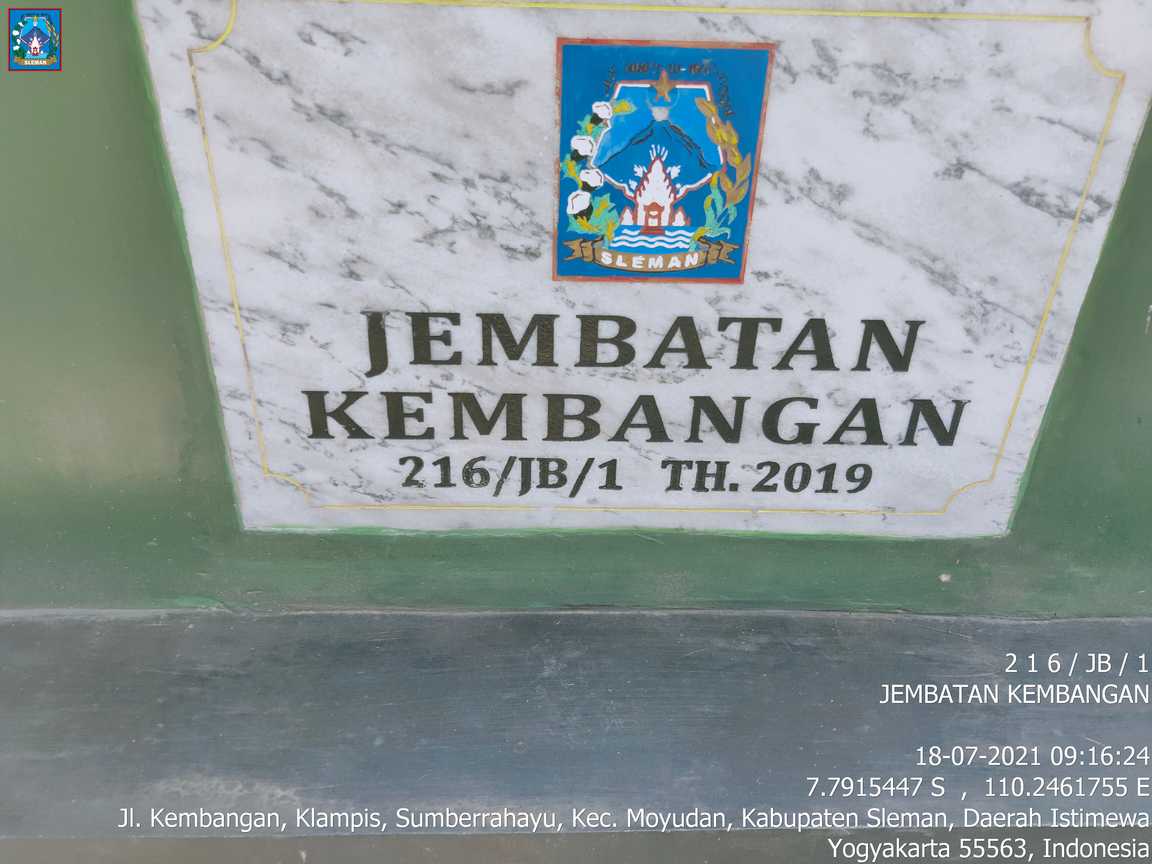 SLEMAN
SLEMAN
JEMBATAN
KEMBANGAN
216/JB/1 TH. 2019
2 1 6 / JB / 1
JEMBATAN KEMBANGAN
18-07-2021 09:16:24
7.7915447 S , 110.2461755 E
Jl. Kembangan, Klampis, Sumberrahayu, Kec. Moyudan, Kabupaten Sleman, Daerah Istimewa
Yogyakarta 55563, Indonesia